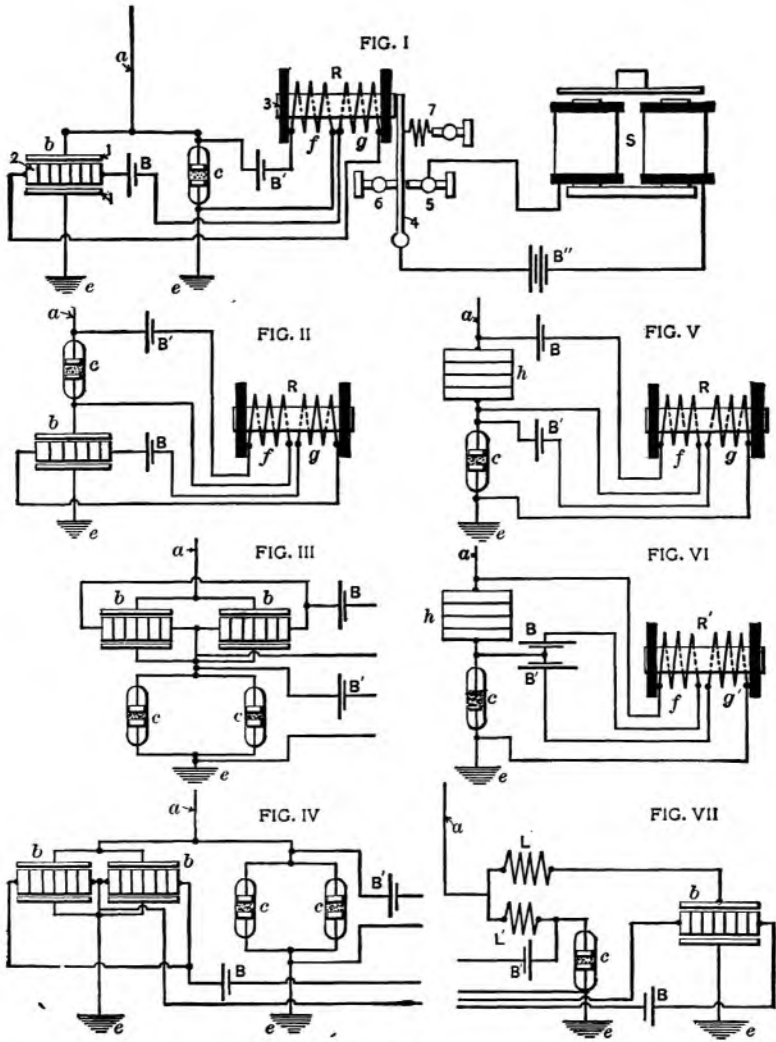 FIG. I
a
R
3
7
b
1
2
1
B
c
B'
f
g
6
5
4
S
B''
e
e
FIG. II
a
B'
c
R
b
B
f
g
e
FIG. V
a
B
h
R
B'
f
g
c
e
FIG. III
a
b
b
B
B'
c
c
e
FIG. VI
a
h
B
R'
B'
f
g'
c
e
FIG. IV
a
b
b
c
c
B'
B
e
e
FIG. VII
a
L
b
L'
B'
c
B
e
e